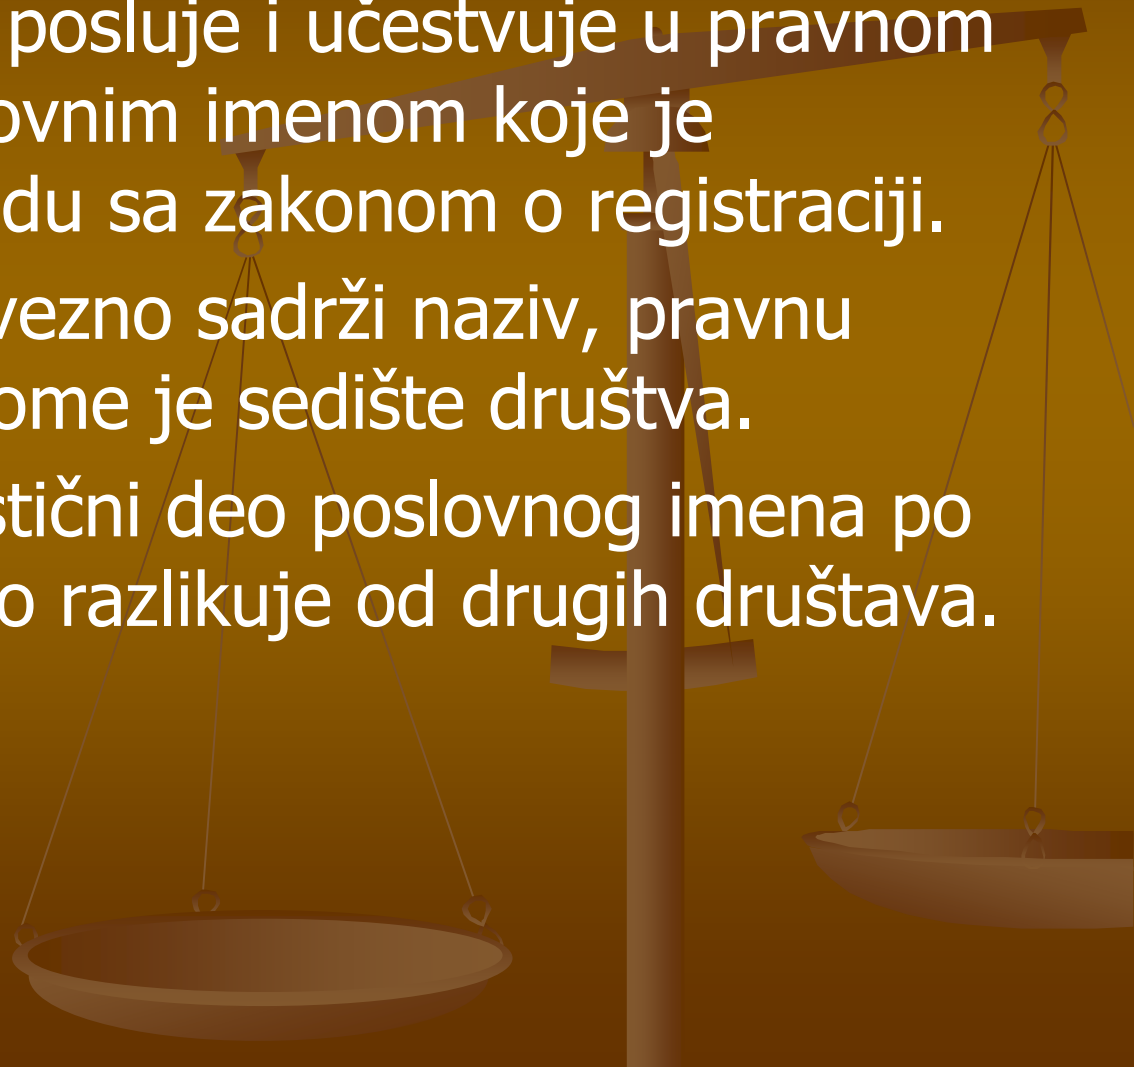 posluje i učestvuje u pravnom
ovnim imenom koje je
du sa zakonom o registraciji.
vezno sadrži naziv, pravnu
ome je sedište društva.
stični deo poslovnog imena po
o razlikuje od drugih društava.